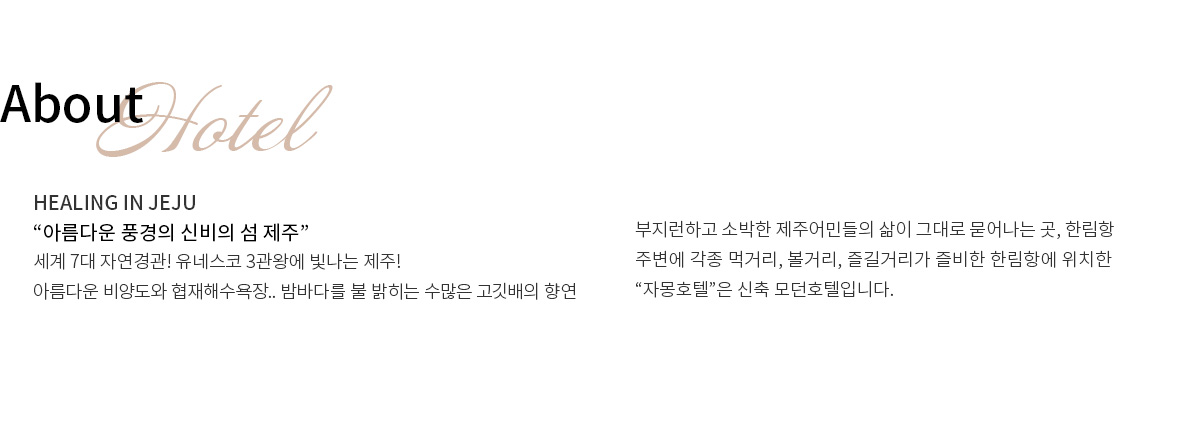 About Hotel
HEALING IN JEJU
“아름다운 풍경의 신비의 섬 제주”
세계 7대 자연경관! 유네스코 3관왕에 빛나는 제주!
아름다운 비양도와 협재해수욕장.. 밤바다를 불 밝히는 수많은 고깃배의 향연
부지런하고 소박한 제주어민들의 삶이 그대로 묻어나는 곳, 한림항
주변에 각종 먹거리, 볼거리, 즐길거리가 즐비한 한림항에 위치한
“자몽호텔”은 신축 모던호텔입니다.